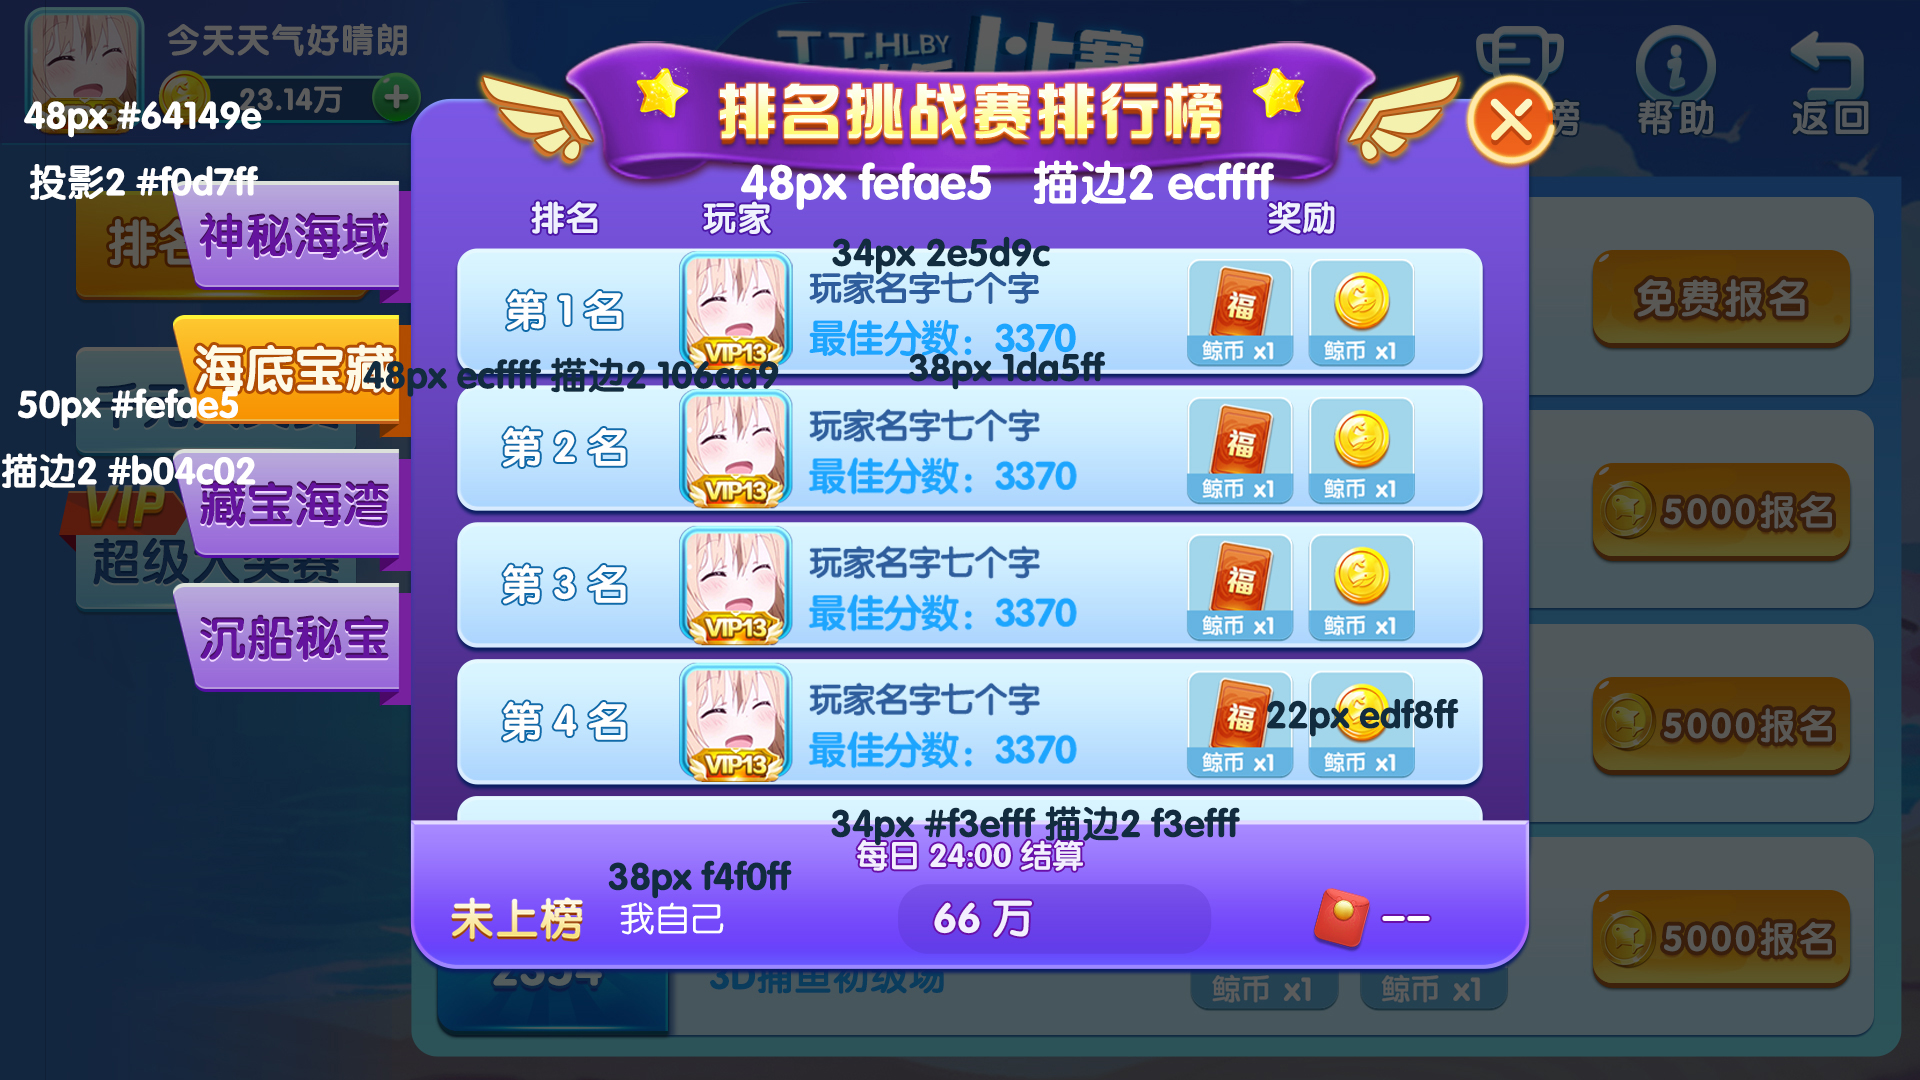 今天天气好晴朗
TT.HLBY
比赛
23.14万
帮助
返回
榜
48px #64149e
投影2 #f0d7ff
排名挑战赛排行榜
48px fefae5 描边2 ecffff
排名 玩家 奖励
排名
神秘海域
海底宝藏
50px #fefae5
描边2 #b04c02
藏宝海湾
VIP
超级大奖赛
沉船秘宝
34px 2e5d9c
第1名
玩家名字七个字
最佳分数：3370
VIP13
福
鲸币 x1
鲸币 x1
48px ecffff 描边2 106aa9
38px 1da5ff
第2名
玩家名字七个字
最佳分数：3370
VIP13
福
鲸币 x1
鲸币 x1
第3名
玩家名字七个字
最佳分数：3370
VIP13
福
鲸币 x1
鲸币 x1
第4名
玩家名字七个字
最佳分数：3370
VIP13
福
22px edf8ff
鲸币 x1
鲸币 x1
34px #f3efff 描边2 f3efff
每日 24:00 结算
38px f4f0ff
未上榜
我自己
66 万
--
免费报名
5000报名
5000报名
5000报名
3D捕鱼初级场
鲸币 x1
鲸币 x1